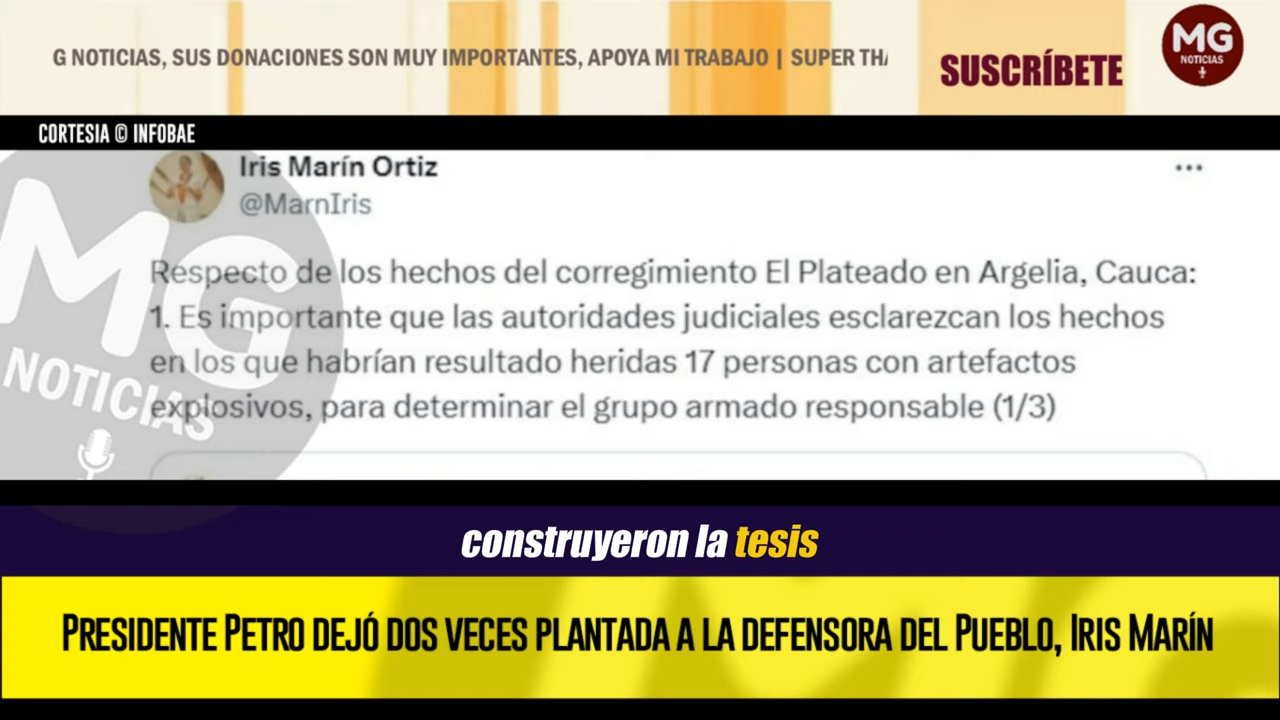 G NOTICIAS, SUS DONACIONES SON MUY IMPORTANTES, APOYA MI TRABAJO | SUPER THA
SUSCRÍBETE
MG
NOTICIAS
CORTESIA © INFOBAE
Iris Marín Ortiz
@MarnIris
Respecto de los hechos del corregimiento El Plateado en Argelia, Cauca:
1. Es importante que las autoridades judiciales esclarezcan los hechos
en los que habrían resultado heridas 17 personas con artefactos
explosivos, para determinar el grupo armado responsable (1/3)
MG
NOTICIAS
construyeron la tesis
PRESIDENTE PETRO DEJÓ DOS VECES PLANTADA A LA DEFENSORA DEL PUEBLO, IRIS MARÍN